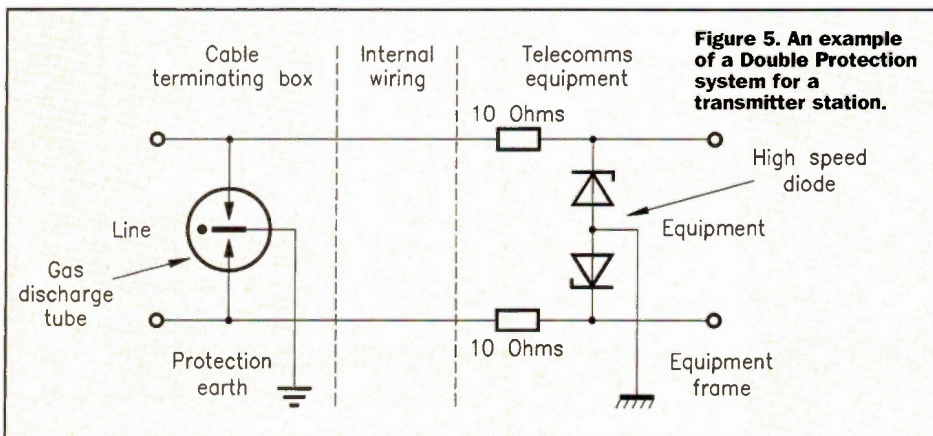 Cable
terminating box
Internal
wiring
Telecomms
equipment
Figure 5. An example
of a Double Protection
system for a
transmitter station.
10 Ohms
High speed
diode
Line
Equipment
Gas
discharge
tube
10 Ohms
Protection
earth
Equipment
frame